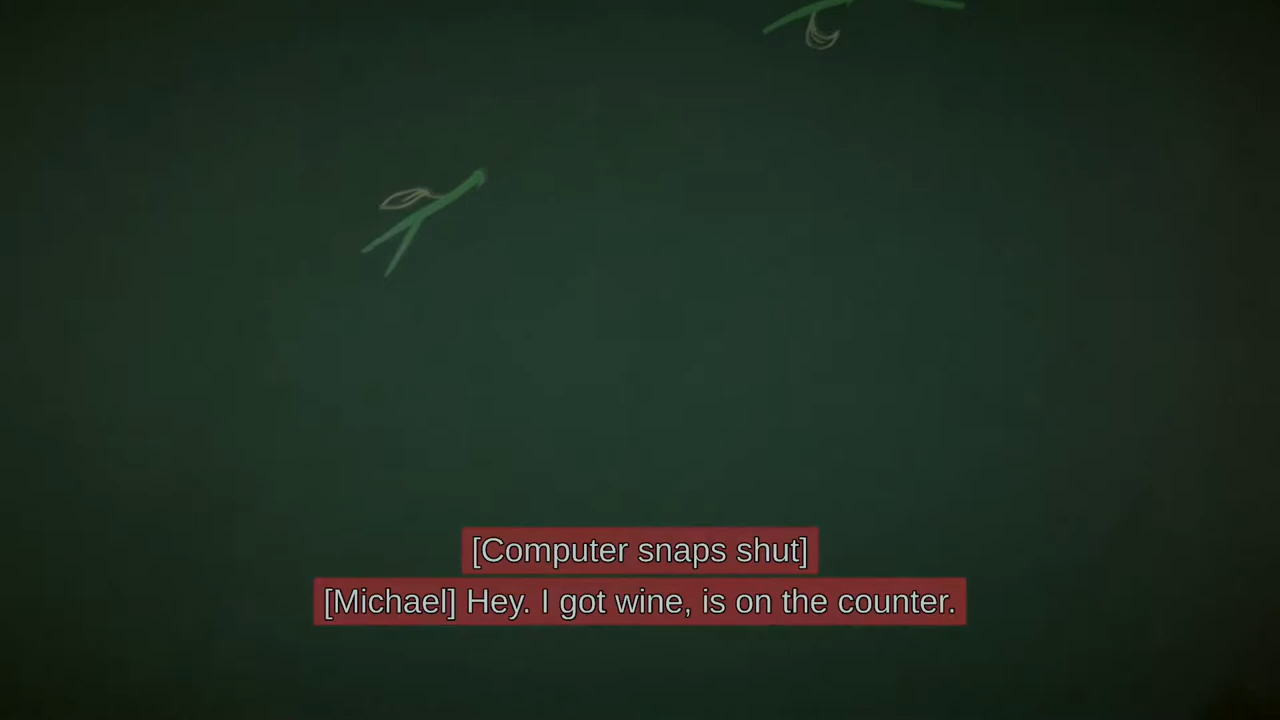 [Computer snaps shut]
[Michael] Hey. I got wine, is on the counter.